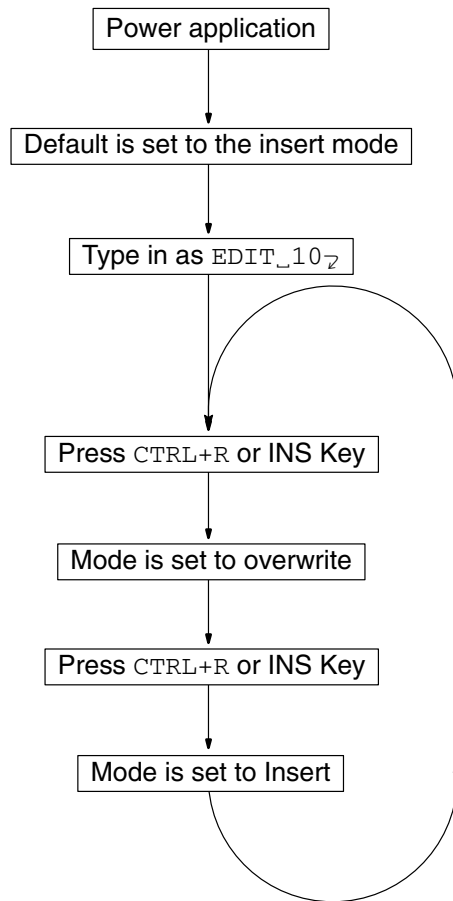 Power application
Default is set to the insert mode
Type in as EDIT␣10⮰
Press CTRL+R or INS Key
Mode is set to overwrite
Press CTRL+R or INS Key
Mode is set to Insert